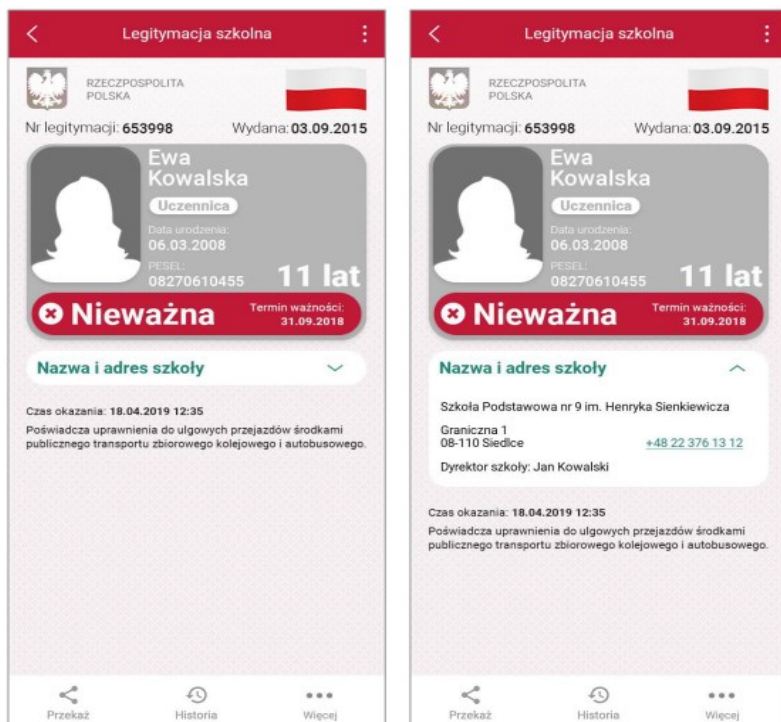 Legitymacja szkolna
RZECZPOSPOLITA
POLSKA
Nr legitymacji: 653998 Wydana: 03.09.2015
Ewa
Kowalska
Uczennica
Data urodzenia:
06.03.2008
PESEL:
08270610455
11 lat
Nieważna
Termin ważności:
31.09.2018
Nazwa i adres szkoły
Czas okazania: 18.04.2019 12:35
Poświadcza uprawnienia do ulgowych przejazdów środkami
publicznego transportu zbiorowego kolejowego i autobusowego.
Przekaż Historia Więcej
Legitymacja szkolna
RZECZPOSPOLITA
POLSKA
Nr legitymacji: 653998 Wydana: 03.09.2015
Ewa
Kowalska
Uczennica
Data urodzenia:
06.03.2008
PESEL:
08270610455
11 lat
Nieważna
Termin ważności:
31.09.2018
Nazwa i adres szkoły
Szkoła Podstawowa nr 9 im. Henryka Sienkiewicza
Graniczna 1
08-110 Siedlce +48 22 376 13 12
Dyrektor szkoły: Jan Kowalski
Czas okazania: 18.04.2019 12:35
Poświadcza uprawnienia do ulgowych przejazdów środkami
publicznego transportu zbiorowego kolejowego i autobusowego.
Przekaż Historia Więcej